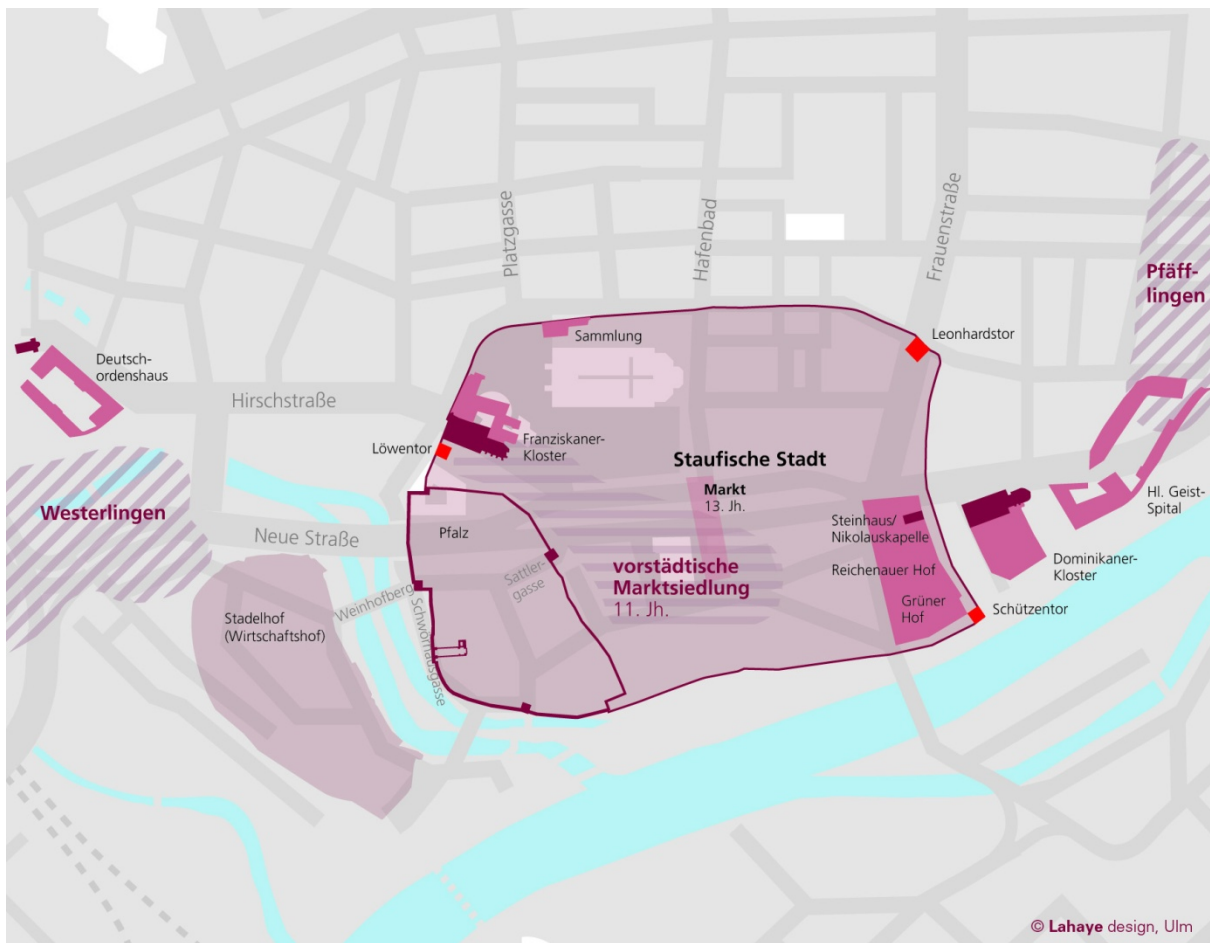 Platzgasse
Hafenbad
Frauenstraße
Pfäff-
lingen
Sammlung
Leonhardstor
Deutsch-
ordenshaus
Hirschstraße
Löwentor
Franziskaner-
Kloster
Staufische Stadt
Markt
13. Jh.
Hl. Geist-
Spital
Westerlingen
Neue Straße
Pfalz
Steinhaus/
Nikolauskapelle
Sattler-
gasse
vorstädtische
Marktsiedlung
11. Jh.
Reichenauer Hof
Dominikaner-
Kloster
Grüner
Hof
Schützentor
Weinhofberg
Schwörhausgasse
Stadelhof
(Wirtschaftshof)
© Lahaye design, Ulm